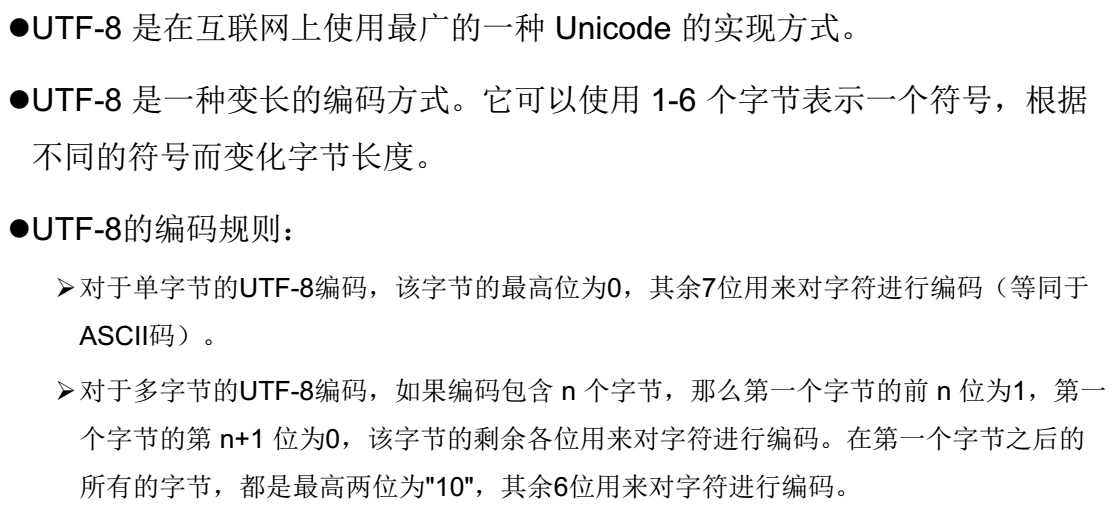 ●UTF-8 是在互联网上使用最广的一种 Unicode 的实现方式。
●UTF-8 是一种变长的编码方式。它可以使用 1-6 个字节表示一个符号，根据
不同的符号而变化字节长度。
●UTF-8的编码规则：
➢对于单字节的UTF-8编码，该字节的最高位为0，其余7位用来对字符进行编码（等同于
ASCII码）。
➢对于多字节的UTF-8编码，如果编码包含 n 个字节，那么第一个字节的前 n 位为1，第一
个字节的第 n+1 位为0，该字节的剩余各位用来对字符进行编码。在第一个字节之后的
所有的字节，都是最高两位为"10"，其余6位用来对字符进行编码。